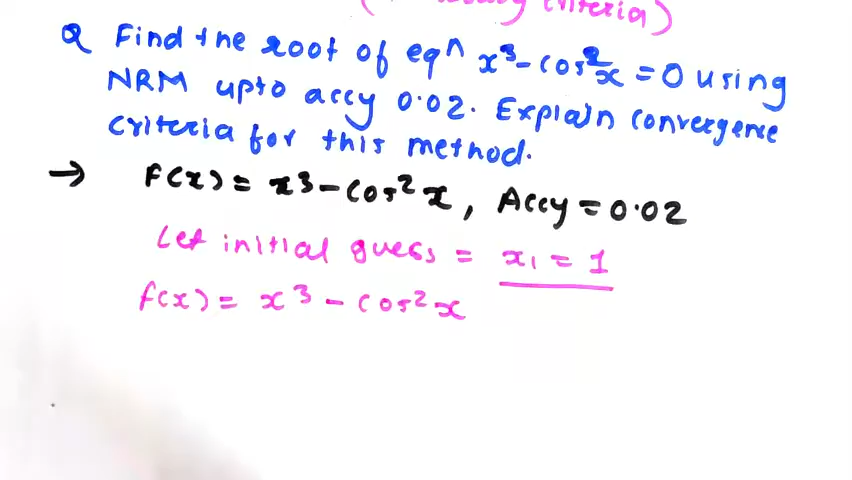 criteria)
Q Find the root of eqⁿ x³-cos²x=0 using
NRM upto accy 0.02. Explain convergence
criteria for this method.
→ F(x)= x³-cos²x, Accy=0.02
Let initial guess = x₁ = 1
f(x)= x³ - cos²x